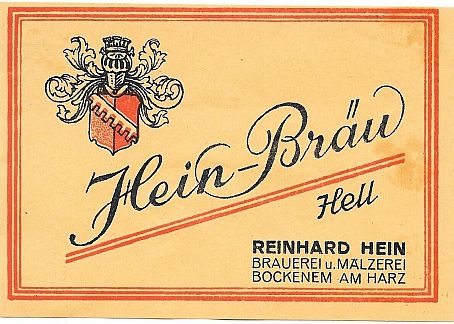 Hein-Bräu
Hell
REINHARD HEIN
BRAUEREI u. MÄLZEREI
BOCKENEM AM HARZ